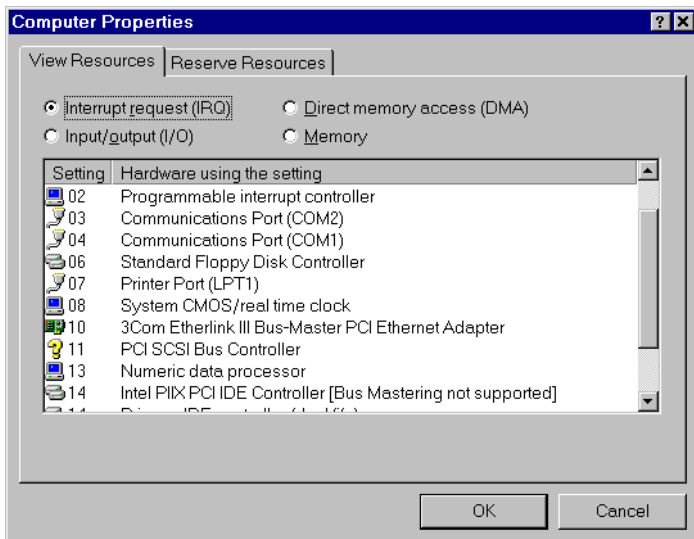 Computer Properties
View Resources
Reserve Resources
Interrupt request (IRQ)
Direct memory access (DMA)
Input/output (I/O)
Memory
Setting Hardware using the setting
02 Programmable interrupt controller
03 Communications Port (COM2)
04 Communications Port (COM1)
06 Standard Floppy Disk Controller
07 Printer Port (LPT1)
08 System CMOS/real time clock
10 3Com Etherlink III Bus-Master PCI Ethernet Adapter
11 PCI SCSI Bus Controller
13 Numeric data processor
14 Intel PIIX PCI IDE Controller [Bus Mastering not supported]
OK
Cancel